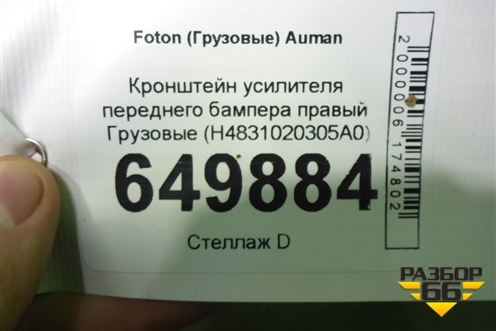 Foton (Грузовые) Auman
Кронштейн усилителя
переднего бампера правый
Грузовые (H4831020305A0)
649884
Стеллаж D
2000006174802
РАЗБОР
66